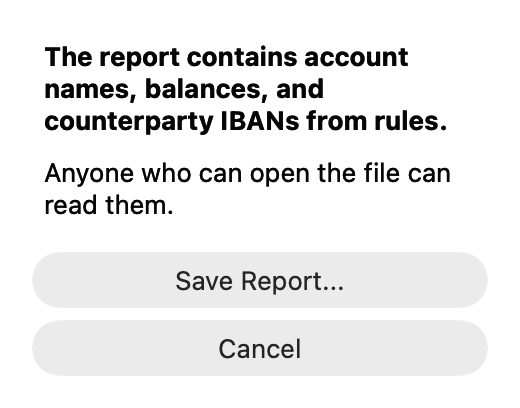 The report contains account
names, balances, and
counterparty IBANs from rules.
Anyone who can open the file can
read them.
Save Report...
Cancel